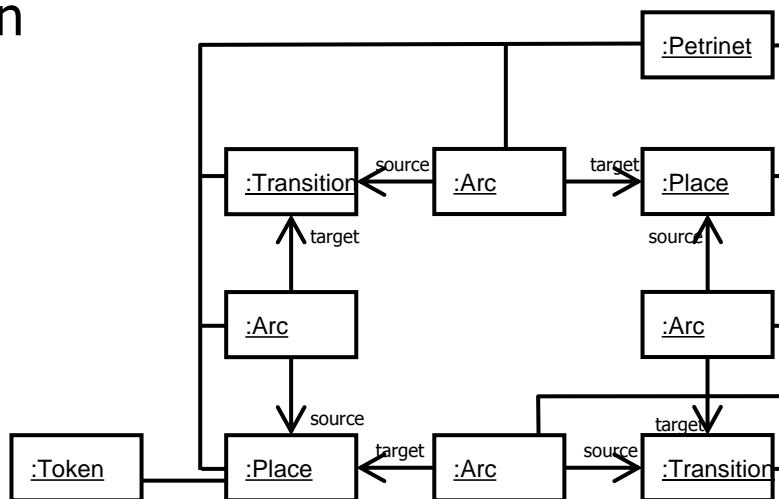 n
:Petrinet
:Transition
source
:Arc
target
:Place
target
source
:Arc
:Arc
source
target
:Token
:Place
target
:Arc
source
:Transition